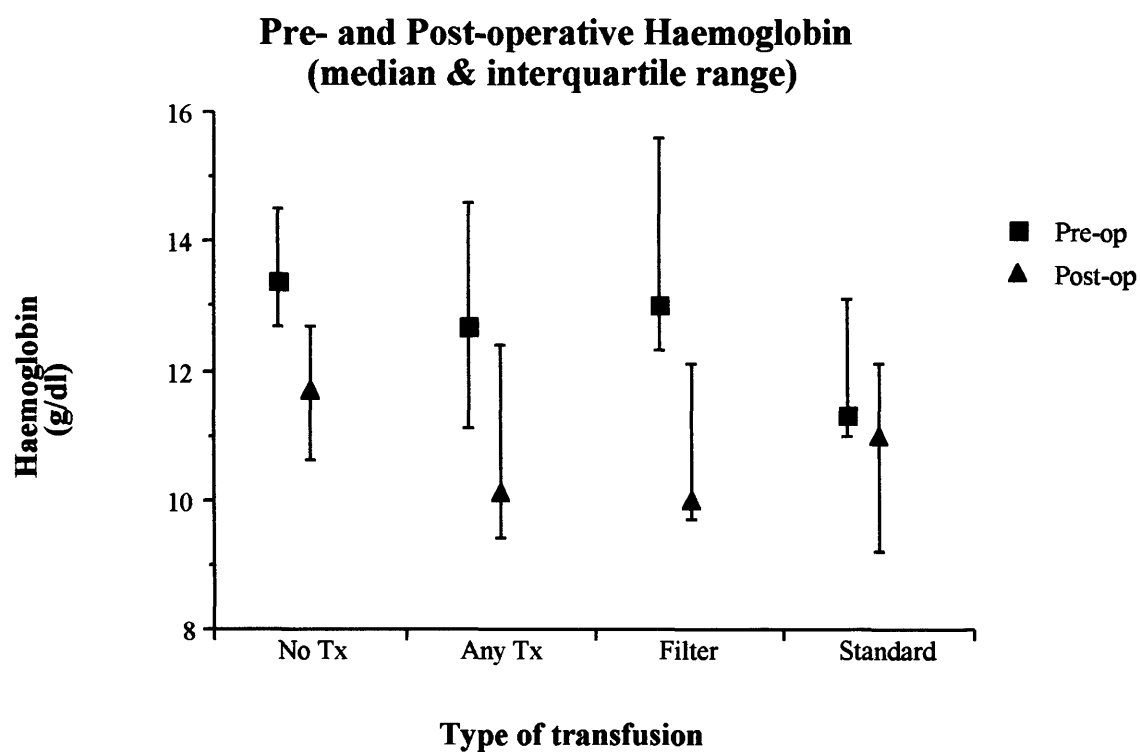 Pre- and Post-operative Haemoglobin
(median & interquartile range)
16
14
12
10
8
Haemoglobin
(g/dl)
Pre-op
Post-op
No Tx
Any Tx
Filter
Standard
Type of transfusion